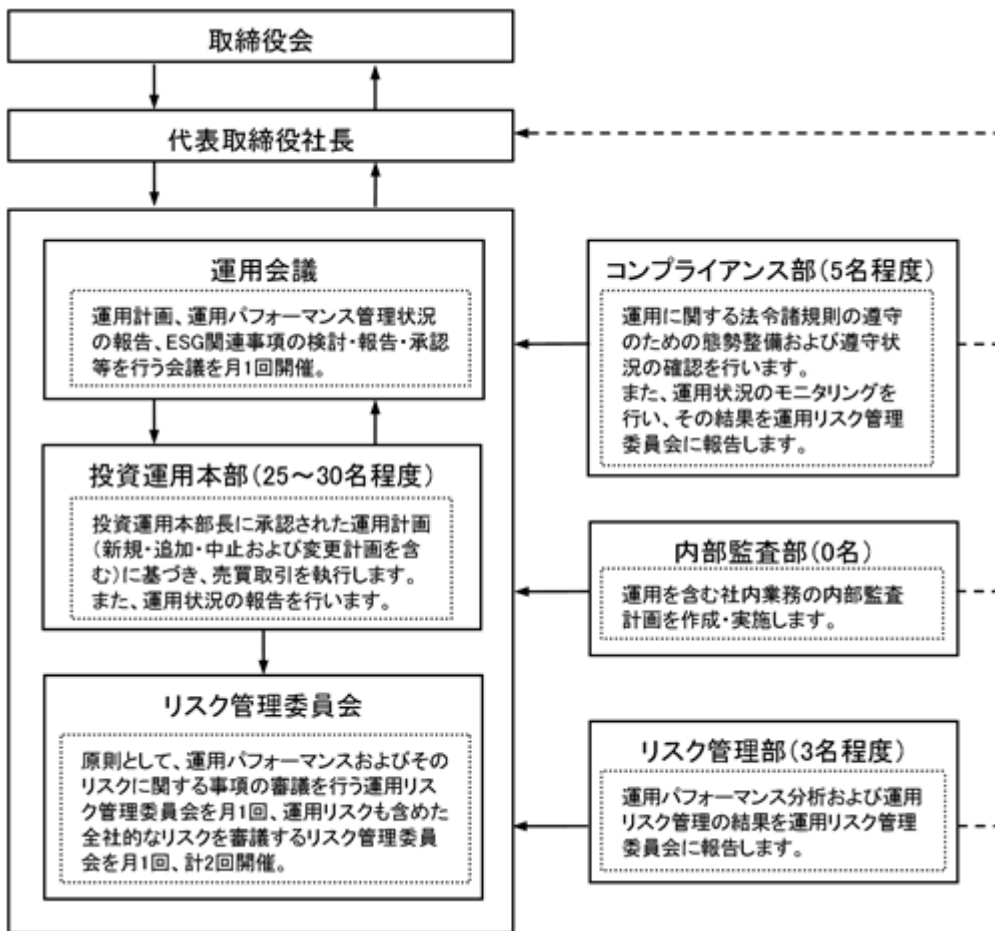 取締役会
代表取締役社長
運用会議
運用計画、運用パフォーマンス管理状況
の報告、ESG関連事項の検討・報告・承認
等を行う会議を月1回開催。
投資運用本部(25～30名程度)
投資運用本部長に承認された運用計画
(新規・追加・中止および変更計画を含
む)に基づき、売買取引を執行します。
また、運用状況の報告を行います。
リスク管理委員会
原則として、運用パフォーマンスおよびその
リスクに関する事項の審議を行う運用リス
ク管理委員会を月1回、運用リスクも含めた
全社的なリスクを審議するリスク管理委員
会を月1回、計2回開催。
コンプライアンス部(5名程度)
運用に関する法令諸規則の遵守
のための態勢整備および遵守状
況の確認を行います。
また、運用状況のモニタリングを
行い、その結果を運用リスク管理
委員会に報告します。
内部監査部(0名)
運用を含む社内業務の内部監査
計画を作成・実施します。
リスク管理部(3名程度)
運用パフォーマンス分析および運用
リスク管理の結果を運用リスク管理
委員会に報告します。